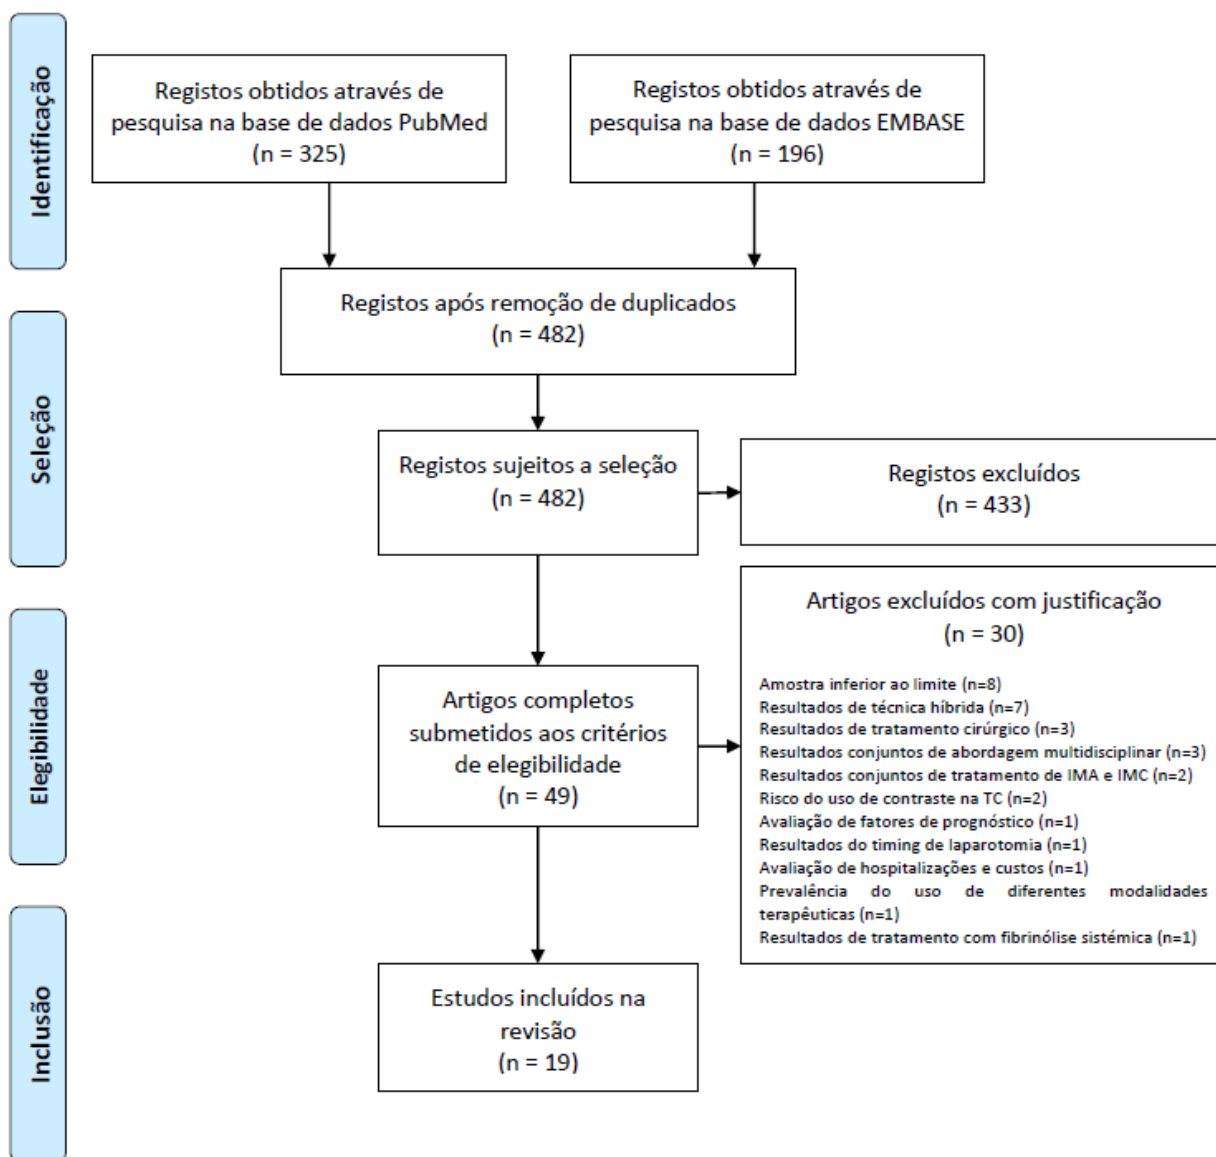 Identificação
Registos obtidos através de
pesquisa na base de dados PubMed
(n = 325)
Registos obtidos através de
pesquisa na base de dados EMBASE
(n = 196)
Registos após remoção de duplicados
(n = 482)
Seleção
Registos sujeitos a seleção
(n = 482)
Registos excluídos
(n = 433)
Elegibilidade
Artigos completos
submetidos aos critérios
de elegibilidade
(n = 49)
Artigos excluídos com justificação
(n = 30)
Amostra inferior ao limite (n=8)
Resultados de técnica híbrida (n=7)
Resultados de tratamento cirúrgico (n=3)
Resultados conjuntos de abordagem multidisciplinar (n=3)
Resultados conjuntos de tratamento de IMA e IMC (n=2)
Risco do uso de contraste na TC (n=2)
Avaliação de fatores de prognóstico (n=1)
Resultados do timing de laparotomia (n=1)
Avaliação de hospitalizações e custos (n=1)
Prevalência do uso de diferentes modalidades
terapêuticas (n=1)
Resultados de tratamento com fibrinólise sistémica (n=1)
Inclusão
Estudos incluídos na
revisão
(n = 19)